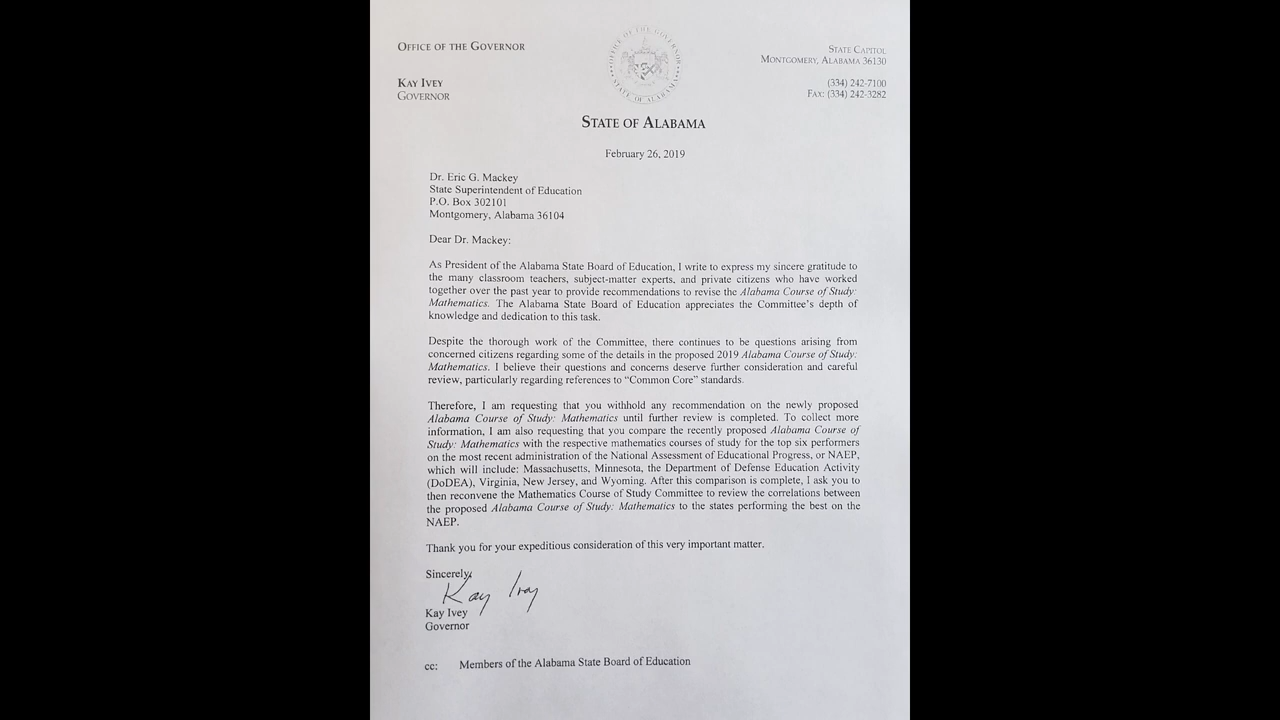 OFFICE OF THE GOVERNOR
KAY IVEY
GOVERNOR
OFFICE OF THE GOVERNOR
STATE OF ALABAMA
STATE CAPITOL
MONTGOMERY, ALABAMA 36130
(334) 242-7100
FAX: (334) 242-3282
STATE OF ALABAMA
February 26, 2019
Dr. Eric G. Mackey
State Superintendent of Education
P.O. Box 302101
Montgomery, Alabama 36104
Dear Dr. Mackey:
As President of the Alabama State Board of Education, I write to express my sincere gratitude to
the many classroom teachers, subject-matter experts, and private citizens who have worked
together over the past year to provide recommendations to revise the Alabama Course of Study:
Mathematics. The Alabama State Board of Education appreciates the Committee's depth of
knowledge and dedication to this task.
Despite the thorough work of the Committee, there continues to be questions arising from
concerned citizens regarding some of the details in the proposed 2019 Alabama Course of Study:
Mathematics. I believe their questions and concerns deserve further consideration and careful
review, particularly regarding references to “Common Core” standards.
Therefore, I am requesting that you withhold any recommendation on the newly proposed
Alabama Course of Study: Mathematics until further review is completed. To collect more
information, I am also requesting that you compare the recently proposed Alabama Course of
Study: Mathematics with the respective mathematics courses of study for the top six performers
on the most recent administration of the National Assessment of Educational Progress, or NAEP,
which will include: Massachusetts, Minnesota, the Department of Defense Education Activity
(DoDEA), Virginia, New Jersey, and Wyoming. After this comparison is complete, I ask you to
then reconvene the Mathematics Course of Study Committee to review the correlations between
the proposed Alabama Course of Study: Mathematics to the states performing the best on the
NAEP.
Thank you for your expeditious consideration of this very important matter.
Sincerely,
Kay Ivey
Kay Ivey
Governor
cc: Members of the Alabama State Board of Education